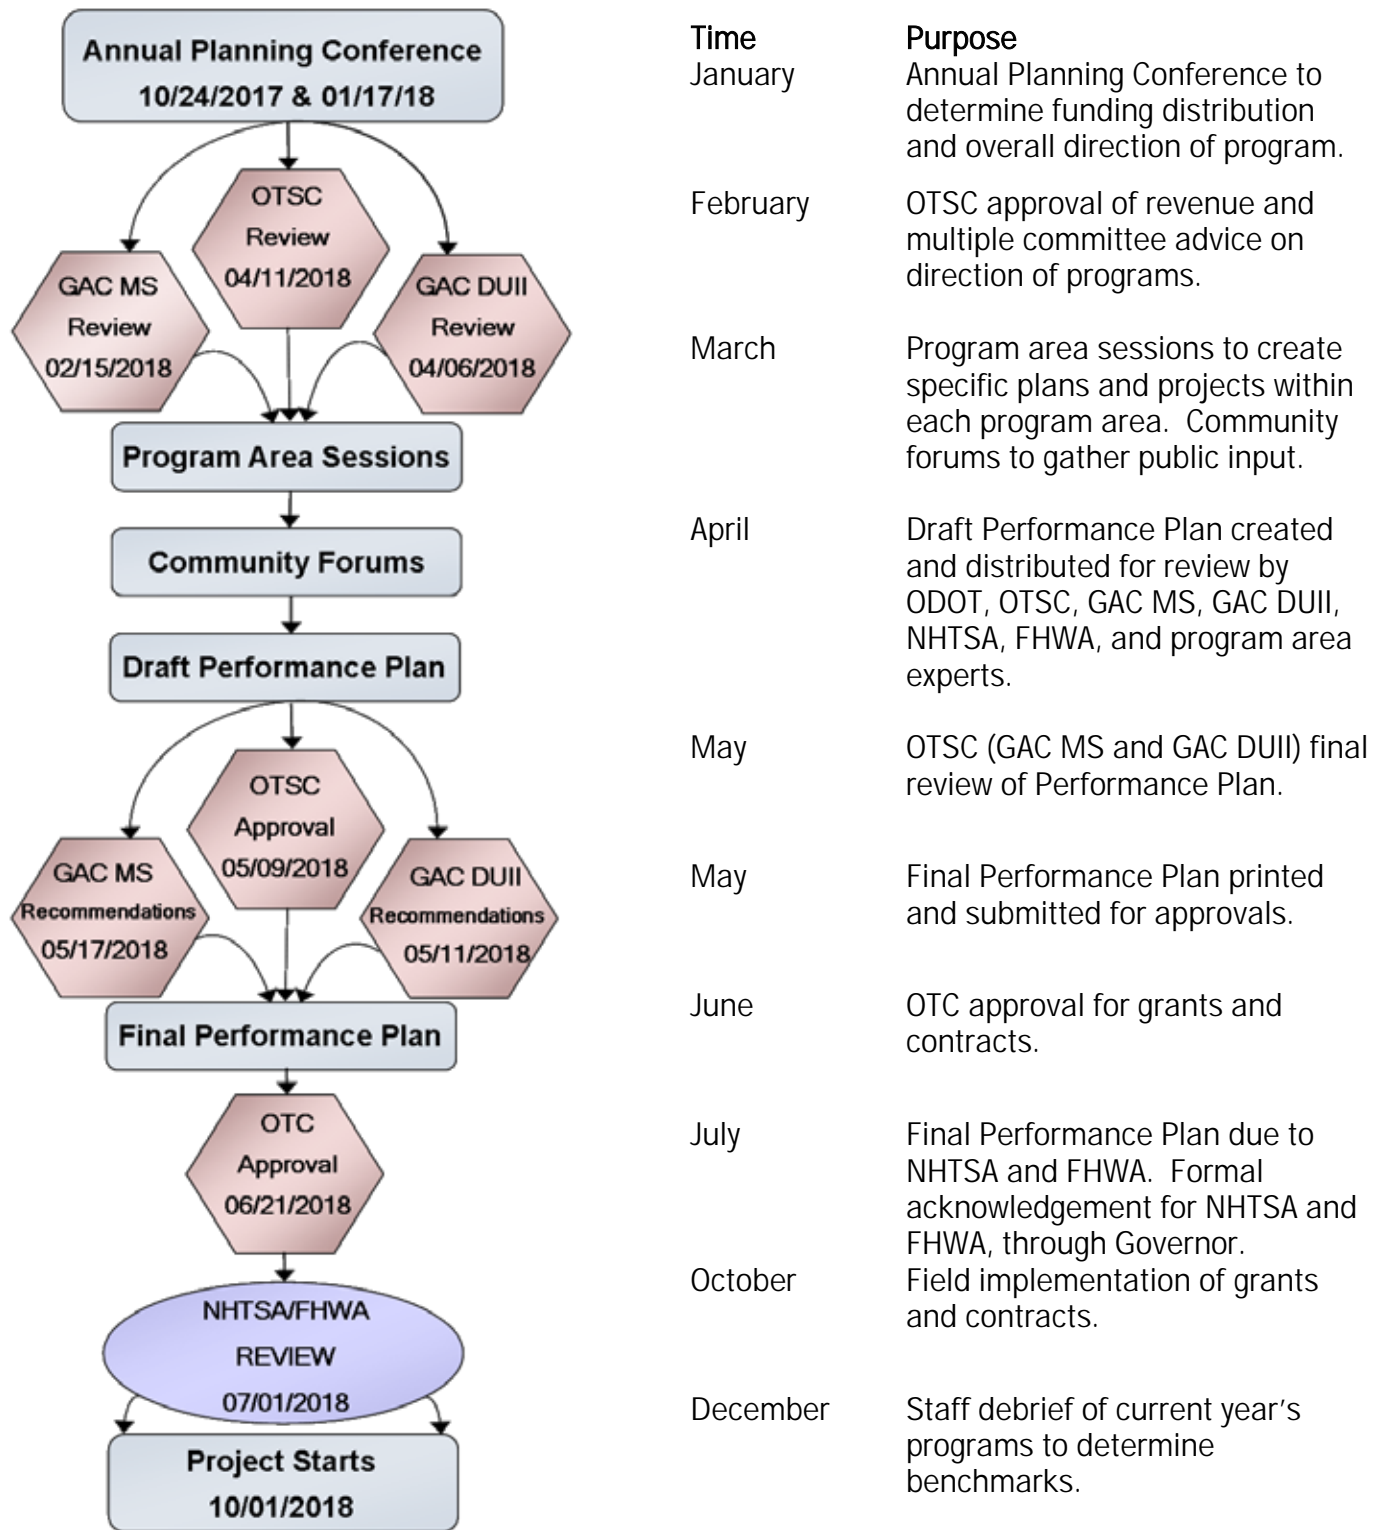 Annual Planning Conference
10/24/2017 & 01/17/18
OTSC
Review
04/11/2018
GAC MS
Review
02/15/2018
GAC DUII
Review
04/06/2018
Program Area Sessions
Community Forums
Draft Performance Plan
OTSC
Approval
05/09/2018
GAC MS
Recommendations
05/17/2018
GAC DUII
Recommendations
05/11/2018
Final Performance Plan
OTC
Approval
06/21/2018
NHTSA/FHWA
REVIEW
07/01/2018
Project Starts
10/01/2018
Time Purpose
January Annual Planning Conference to
determine funding distribution
and overall direction of program.
February OTSC approval of revenue and
multiple committee advice on
direction of programs.
March Program area sessions to create
specific plans and projects within
each program area. Community
forums to gather public input.
April Draft Performance Plan created
and distributed for review by
ODOT, OTSC, GAC MS, GAC DUII,
NHTSA, FHWA, and program area
experts.
May OTSC (GAC MS and GAC DUII) final
review of Performance Plan.
May Final Performance Plan printed
and submitted for approvals.
June OTC approval for grants and
contracts.
July Final Performance Plan due to
NHTSA and FHWA. Formal
acknowledgement for NHTSA and
FHWA, through Governor.
October Field implementation of grants
and contracts.
December Staff debrief of current year's
programs to determine
benchmarks.